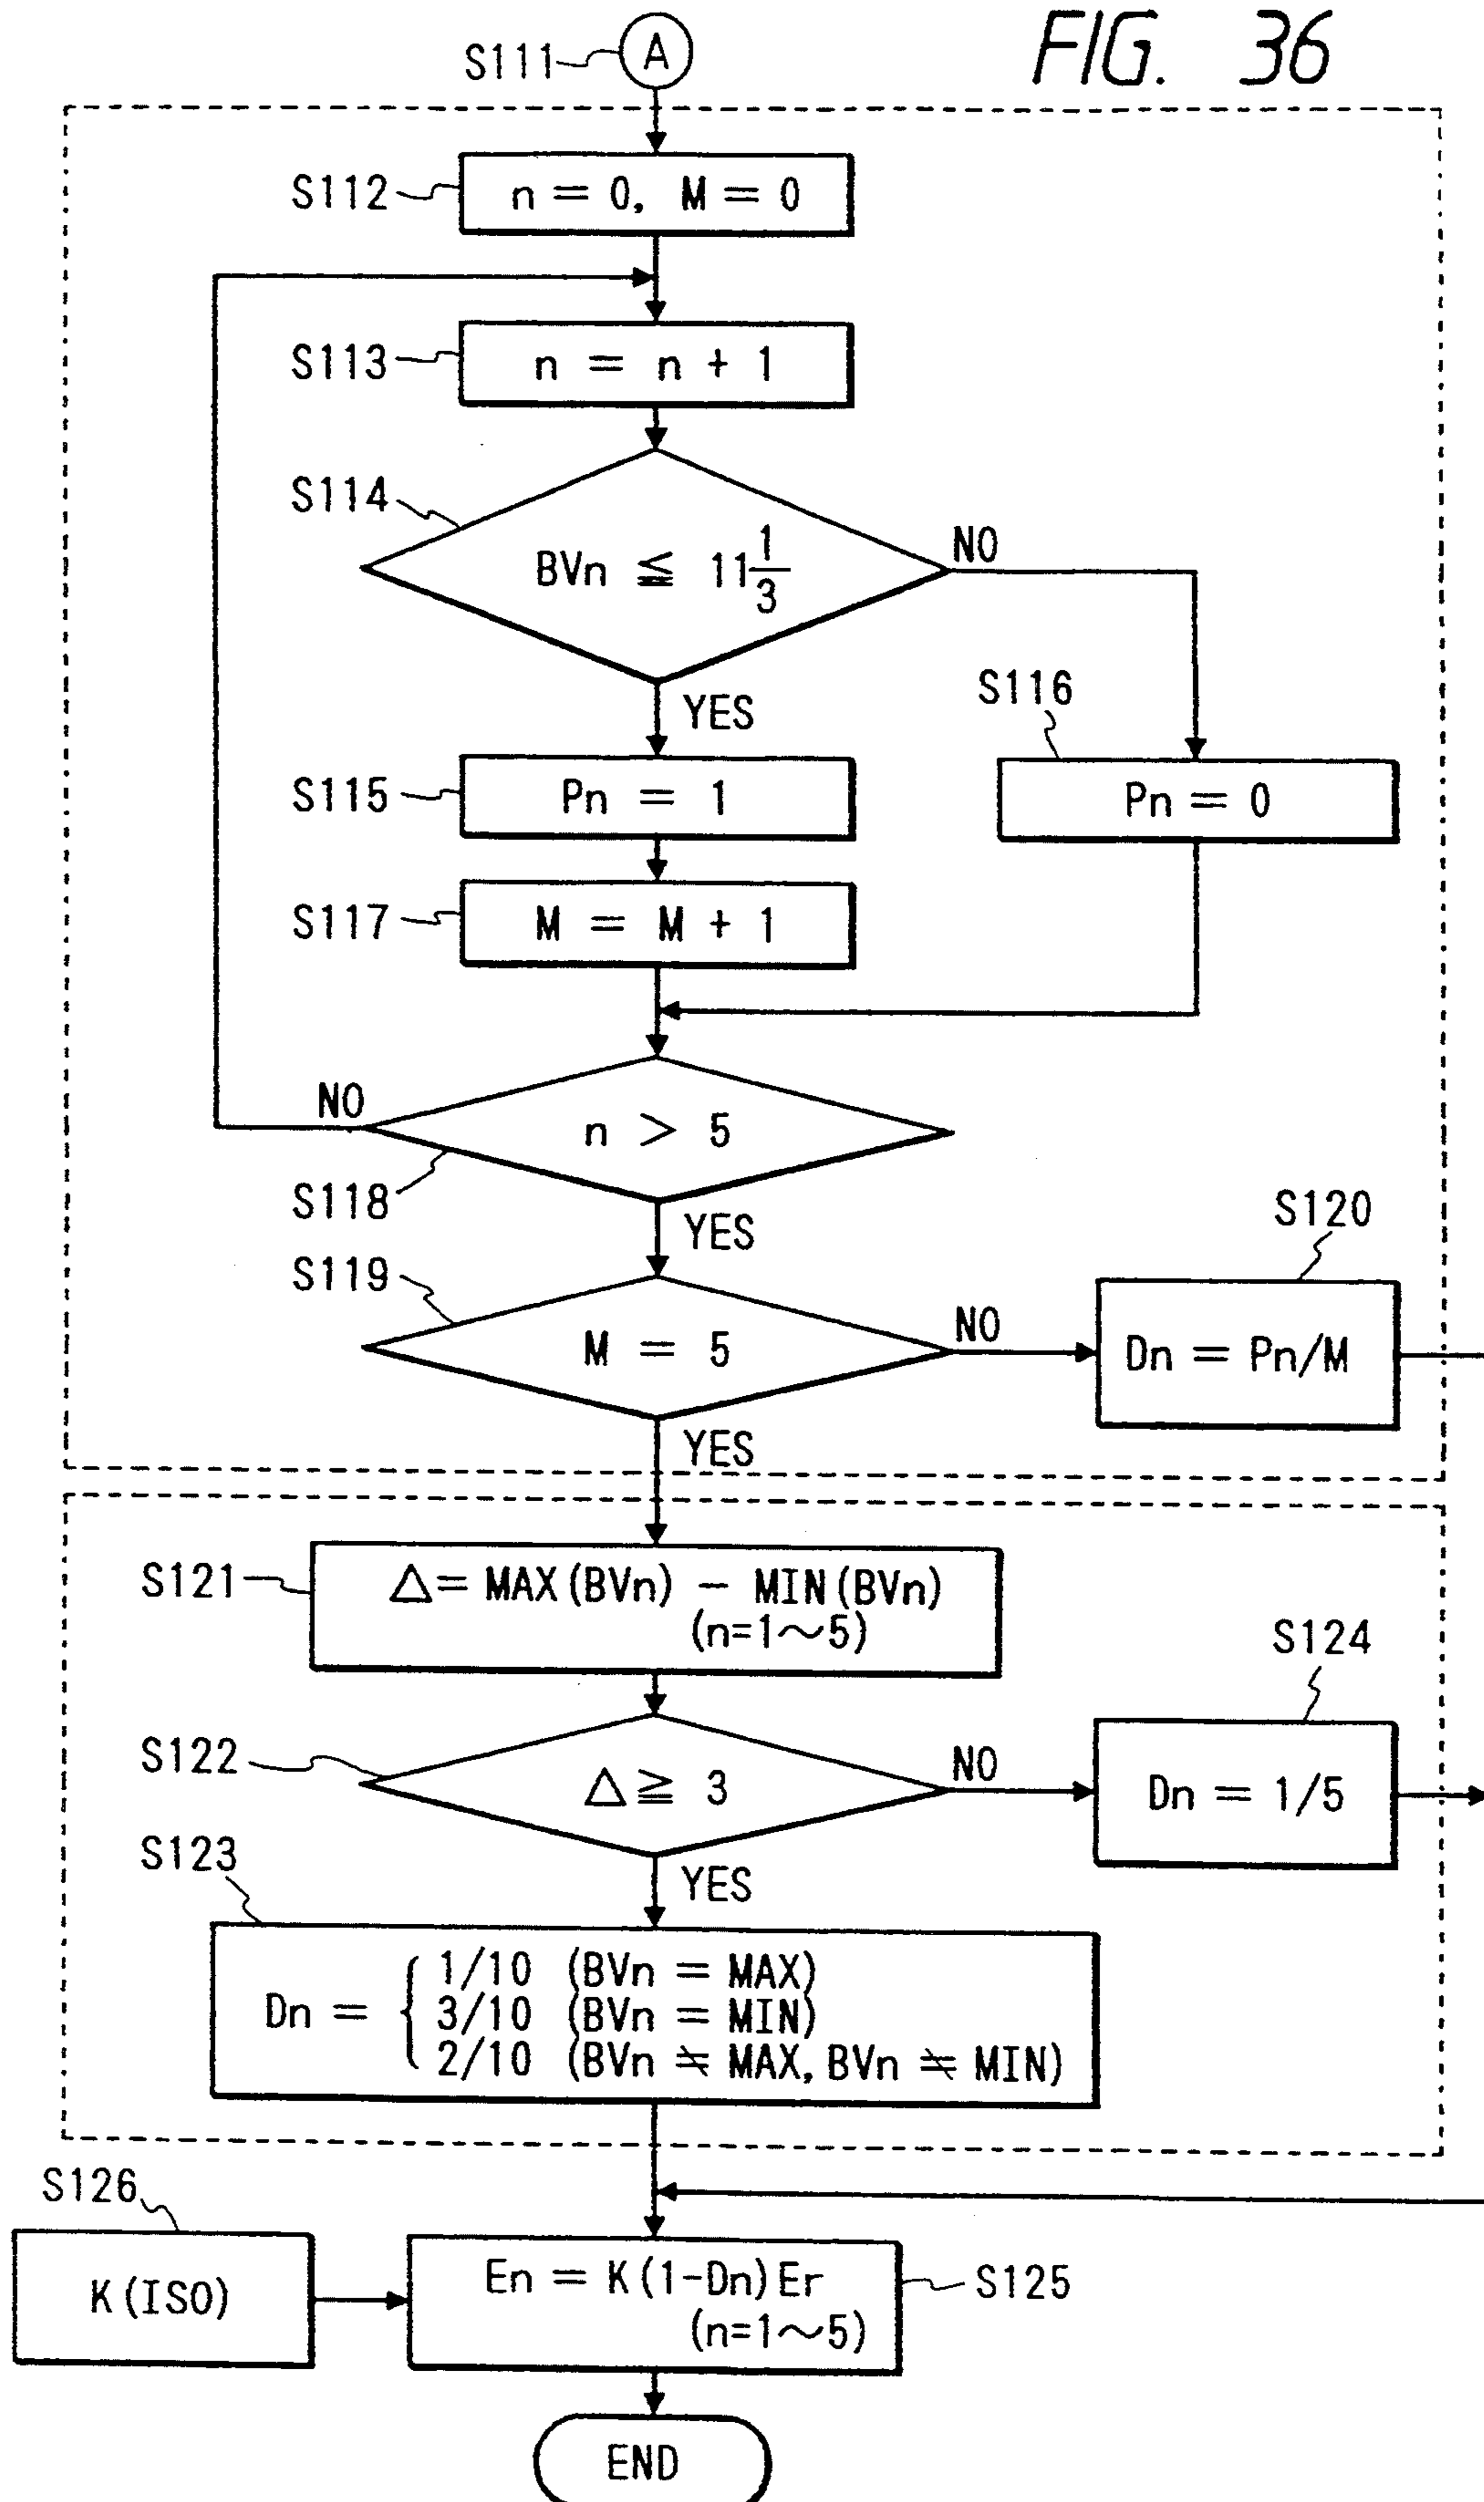 FIG. 36
S111 A
S112 n = 0, M = 0
S113 n = n + 1
S114
BVn ≦ 11 1/3
NO
YES
S116
S115 Pn = 1
Pn = 0
S117 M = M + 1
NO
n > 5
S118
YES
S120
S119
M = 5
NO
Dn = Pn/M
YES
S121 △= MAX(BVn) - MIN(BVn)
(n=1～5)
S124
S122
△≧ 3
NO
Dn = 1/5
S123
YES
Dn = { 1/10 (BVn = MAX)
3/10 (BVn = MIN)
2/10 (BVn ≠ MAX, BVn ≠ MIN)
S126
K(ISO)
En = K(1-Dn)Er
(n=1～5)
S125
END